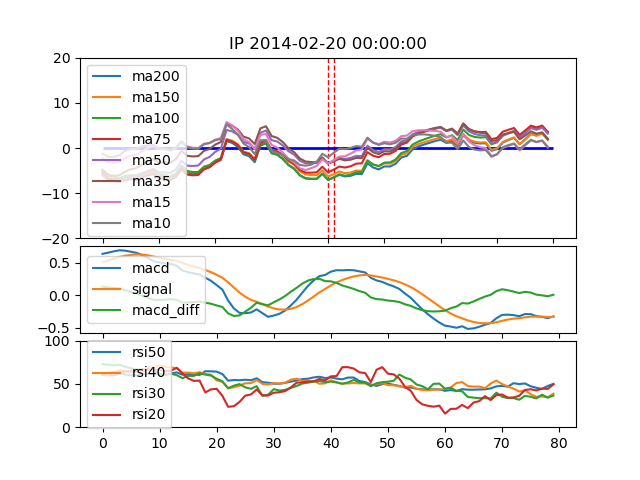 IP 2014-02-20 00:00:00
20
10
0
−10
−20
ma200
ma150
ma100
ma75
ma50
ma35
ma15
ma10
0.5
0.0
−0.5
macd
signal
macd_diff
100
50
0
rsi50
rsi40
rsi30
rsi20
0 10 20 30 40 50 60 70 80